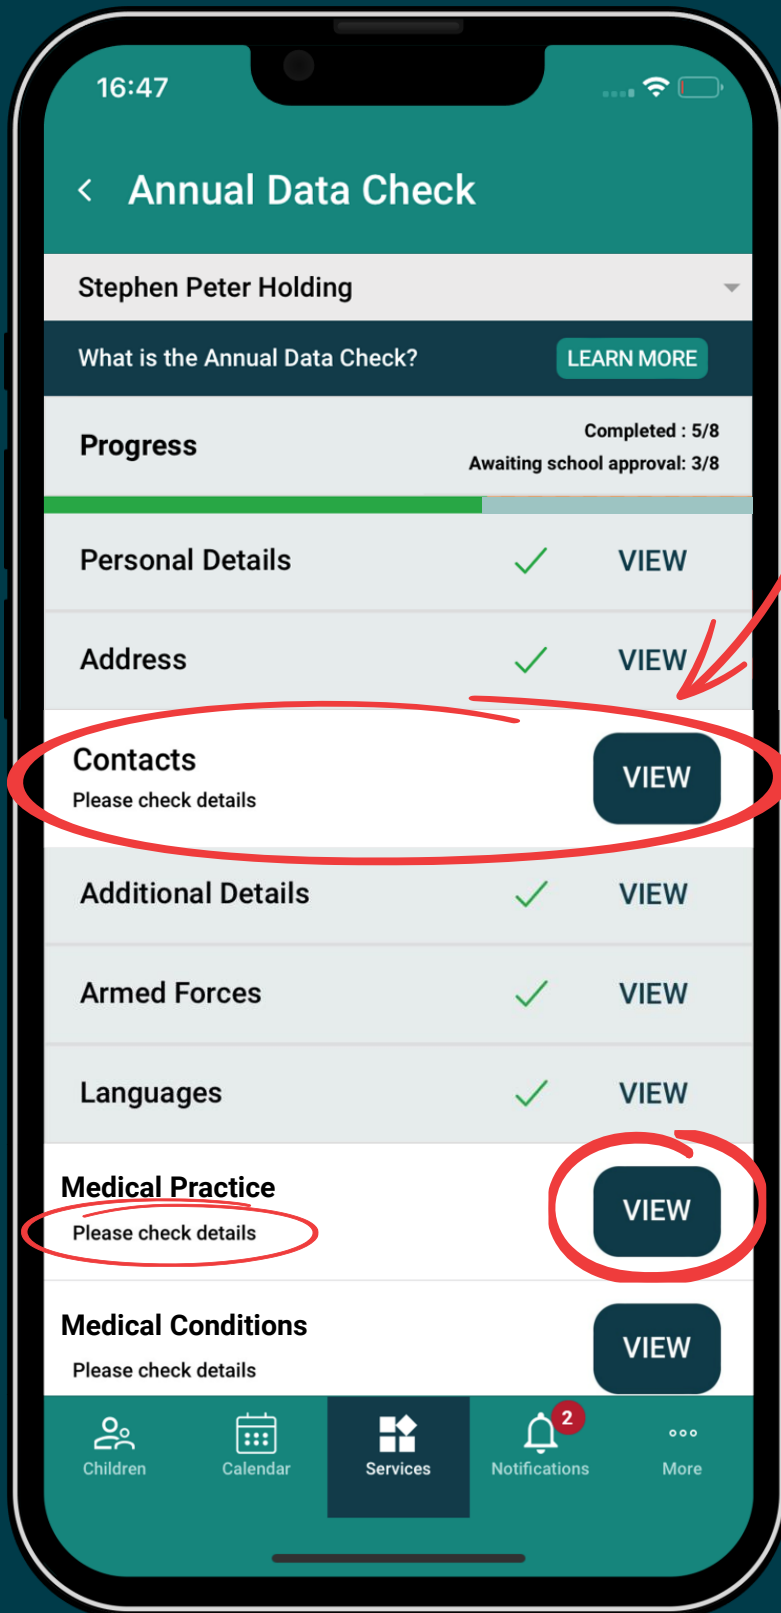 16:47
Annual Data Check
Stephen Peter Holding
What is the Annual Data Check? LEARN MORE
Progress Completed : 5/8
Awaiting school approval: 3/8
Personal Details VIEW
Address VIEW
Contacts
Please check details VIEW
Additional Details VIEW
Armed Forces VIEW
Languages VIEW
Medical Practice
Please check details VIEW
Medical Conditions
Please check details VIEW
2
Children Calendar Services Notifications More